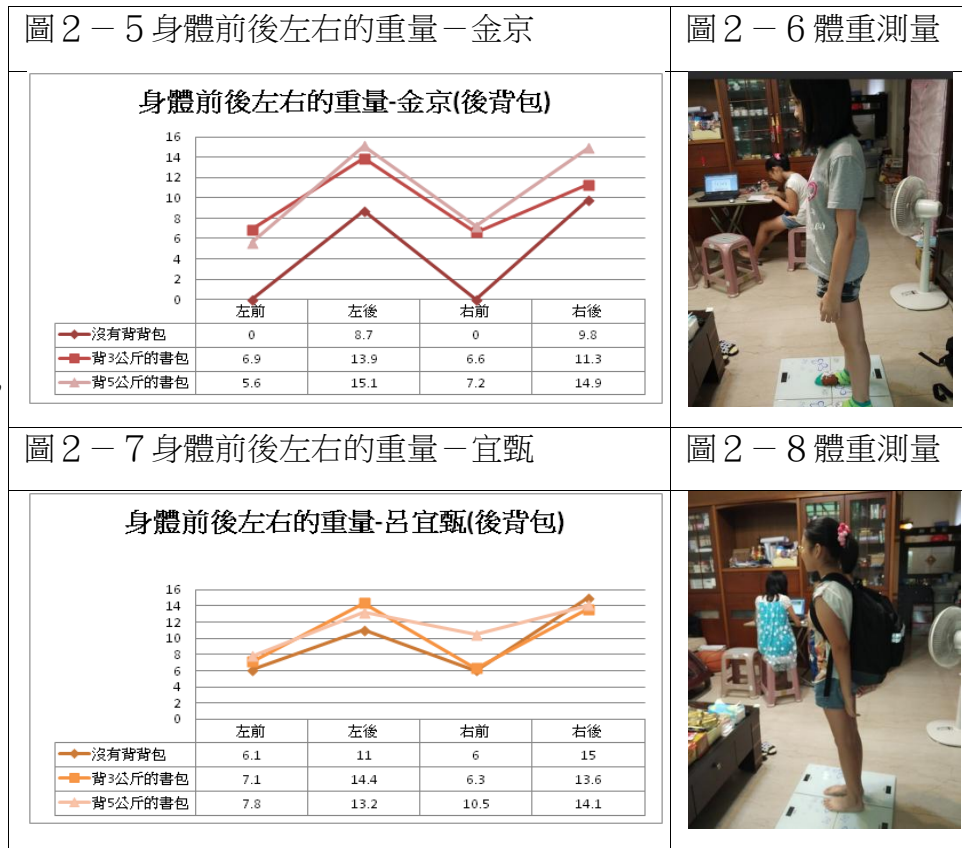 圖２－５身體前後左右的重量－金京
圖２－６體重測量
身體前後左右的重量-金京(後背包)
16
14
12
10
8
6
4
2
0
左前 左後 右前 右後
沒有背背包 0 8.7 0 9.8
背3公斤的書包 6.9 13.9 6.6 11.3
背5公斤的書包 5.6 15.1 7.2 14.9
圖２－７身體前後左右的重量－宜甄
圖２－８體重測量
身體前後左右的重量-呂宜甄(後背包)
16
14
12
10
8
6
4
2
0
左前 左後 右前 右後
沒有背背包 6.1 11 6 15
背3公斤的書包 7.1 14.4 6.3 13.6
背5公斤的書包 7.8 13.2 10.5 14.1